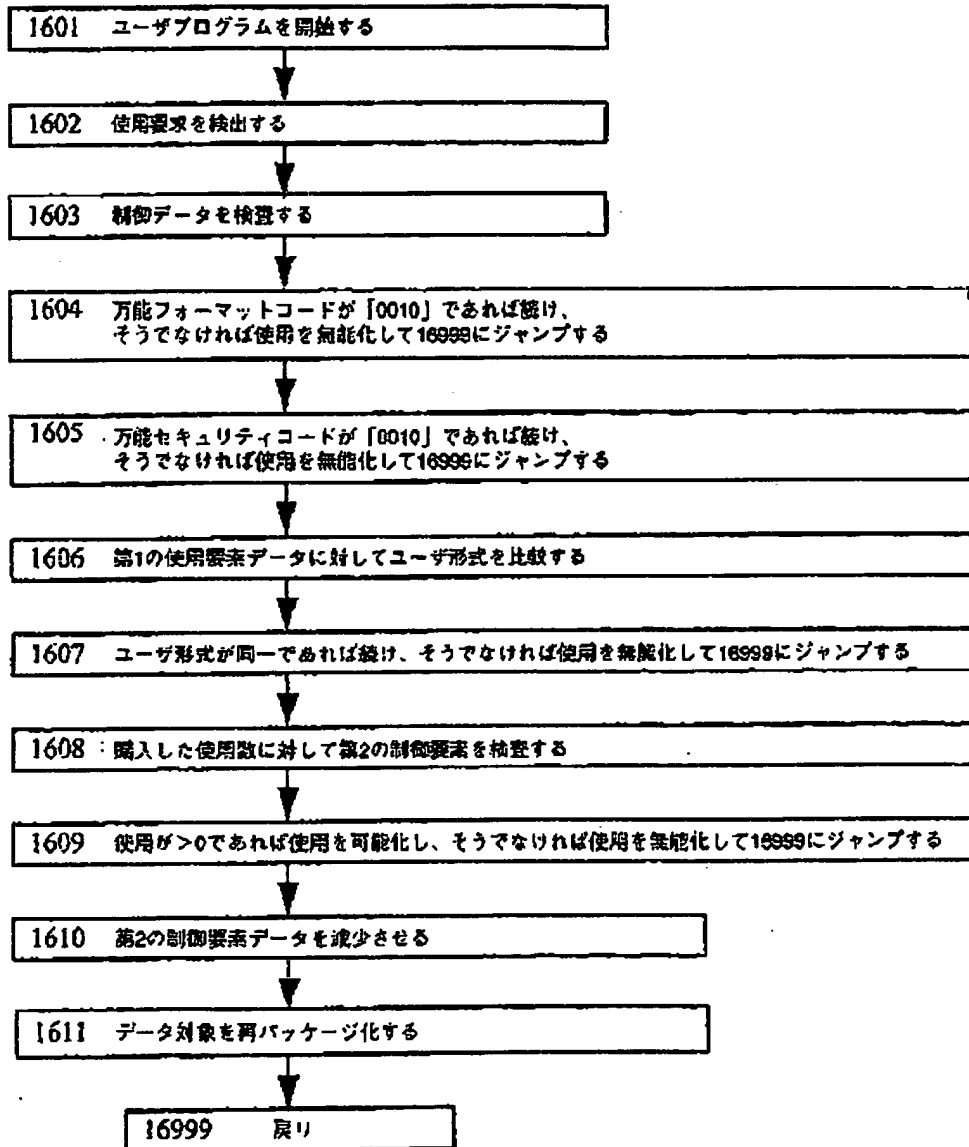 1601 ユーザプログラムを開始する
1602 使用要求を検出する
1603 制御データを検査する
1604 万能フォーマットコードが「0010」であれば続け、
そうでなければ使用を無能化して16999にジャンプする
1605 万能セキュリティコードが「0010」であれば続け、
そうでなければ使用を無能化して16999にジャンプする
1606 第1の使用要素データに対してユーザ形式を比較する
1607 ユーザ形式が同一であれば続け、そうでなければ使用を無能化して16999にジャンプする
1608 購入した使用数に対して第2の制御要素を検査する
1609 使用が>0であれば使用を可能化し、そうでなければ使用を無能化して16999にジャンプする
1610 第2の制御要素データを減少させる
1611 データ対象を再パッケージ化する
16999 戻り